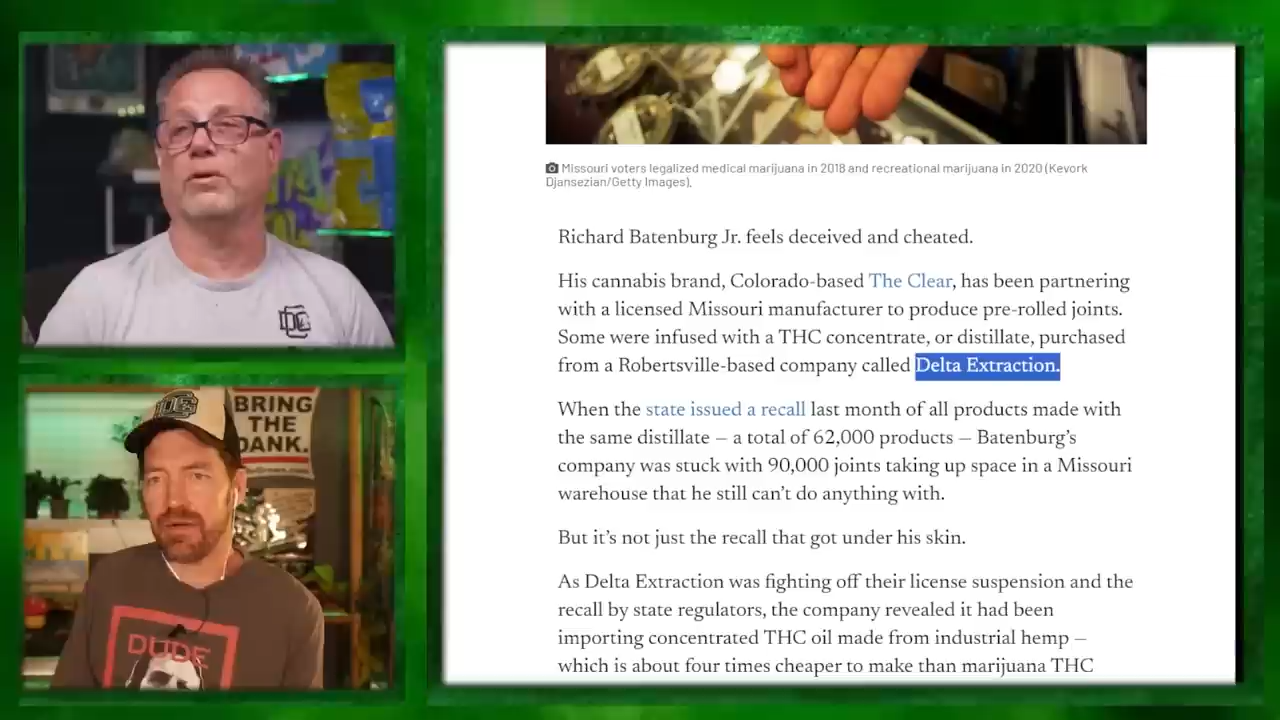 Missouri voters legalized medical marijuana in 2018 and recreational marijuana in 2020 (Kevork
Djansezian/Getty Images).
Richard Batenburg Jr. feels deceived and cheated.
His cannabis brand, Colorado-based The Clear, has been partnering
with a licensed Missouri manufacturer to produce pre-rolled joints.
Some were infused with a THC concentrate, or distillate, purchased
from a Robertsville-based company called Delta Extraction.
When the state issued a recall last month of all products made with
the same distillate – a total of 62,000 products – Batenburg’s
company was stuck with 90,000 joints taking up space in a Missouri
warehouse that he still can’t do anything with.
But it’s not just the recall that got under his skin.
As Delta Extraction was fighting off their license suspension and the
recall by state regulators, the company revealed it had been
importing concentrated THC oil made from industrial hemp –
which is about four times cheaper to make than marijuana THC
BRING
THE
DANK.
DUDE